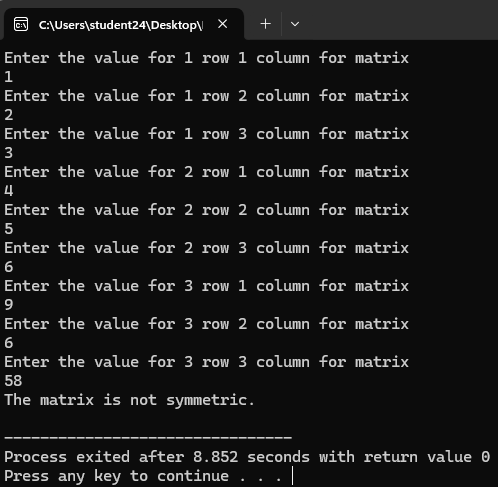 C:\Users\student24\Desktop\
Enter the value for 1 row 1 column for matrix
1
Enter the value for 1 row 2 column for matrix
2
Enter the value for 1 row 3 column for matrix
3
Enter the value for 2 row 1 column for matrix
4
Enter the value for 2 row 2 column for matrix
5
Enter the value for 2 row 3 column for matrix
6
Enter the value for 3 row 1 column for matrix
9
Enter the value for 3 row 2 column for matrix
6
Enter the value for 3 row 3 column for matrix
58
The matrix is not symmetric.
--------------------------------
Process exited after 8.852 seconds with return value 0
Press any key to continue . . .